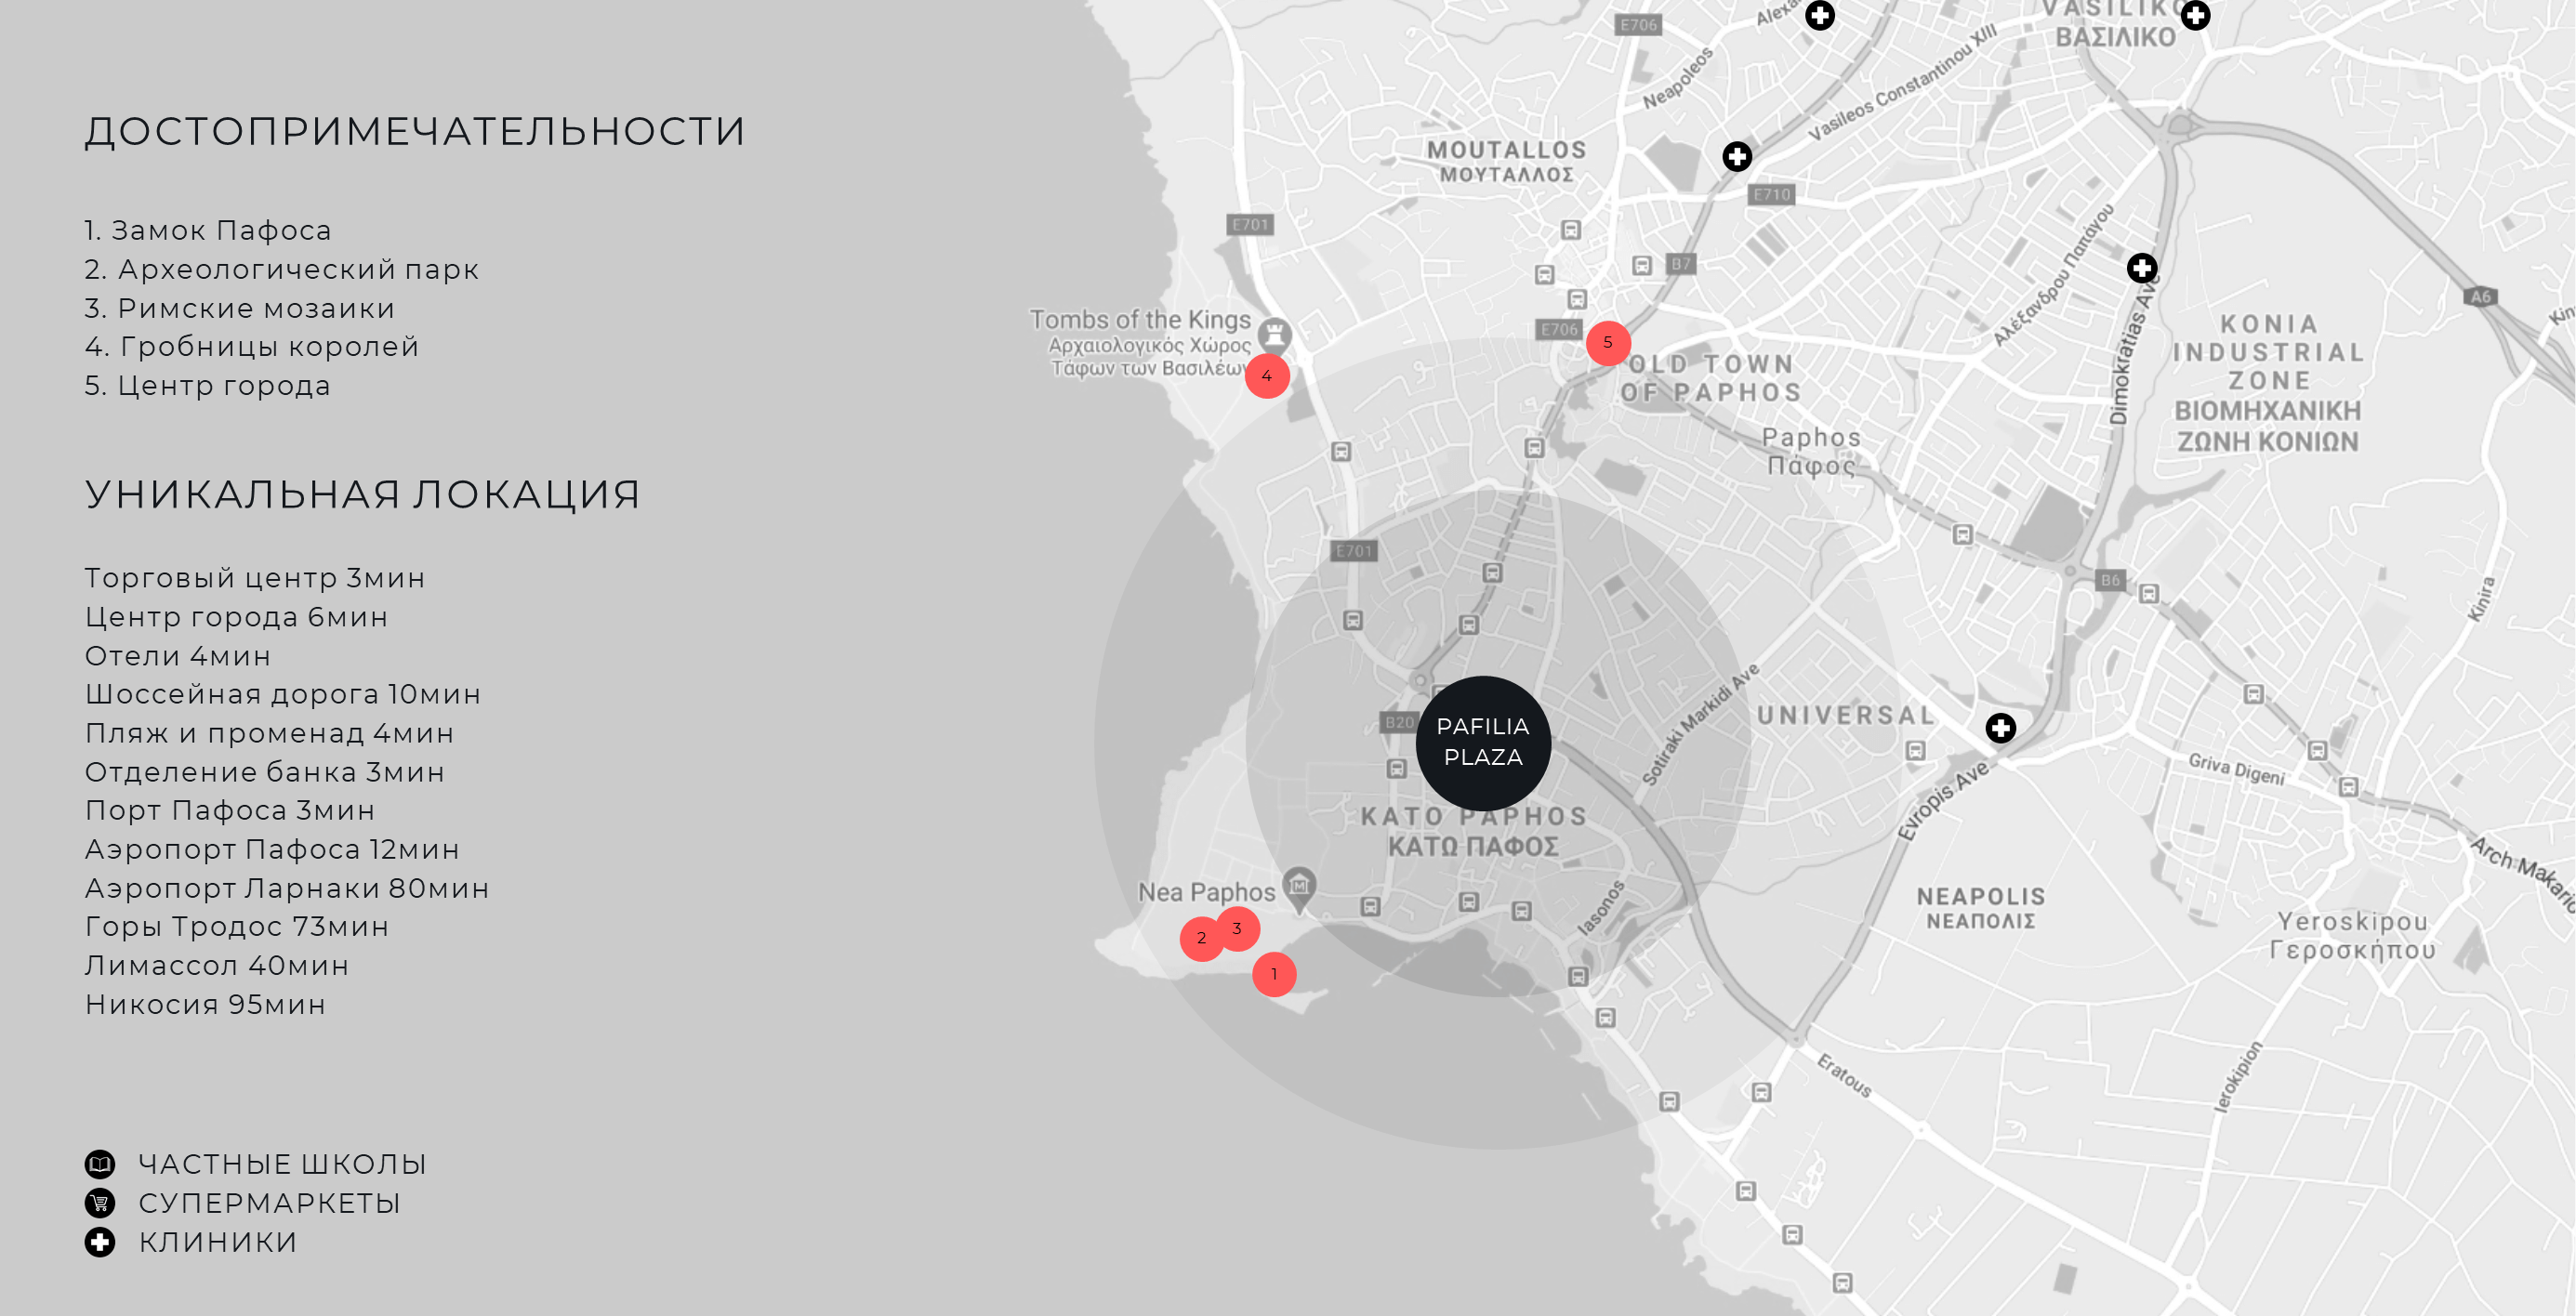 ДОСТОПРИМЕЧАТЕЛЬНОСТИ
1. Замок Пафоса
2. Археологический парк
3. Римские мозаики
4. Гробницы королей
5. Центр города
УНИКАЛЬНАЯ ЛОКАЦИЯ
Торговый центр 3мин
Центр города 6мин
Отели 4мин
Шоссейная дорога 10мин
Пляж и променад 4мин
Отделение банка 3мин
Порт Пафоса 3мин
Аэропорт Пафоса 12мин
Аэропорт Ларнаки 80мин
Горы Тродос 73мин
Лимассол 40мин
Никосия 95мин
ЧАСТНЫЕ ШКОЛЫ
СУПЕРМАРКЕТЫ
КЛИНИКИ
E706
VASILIKO
ΒΑΣΙΛΙΚΟ
Neapoleos
Vasileos Constantinou XIII
MOUTALLOS
ΜΟΥΤΑΛΛΟΣ
E710
E701
B7
Αλέξανδρου Παπάγου
Dimokratias Ave
A6
Tombs of the Kings
Αρχαιολογικός Χώρος
Τάφων των Βασιλέων
4
E706
5
OLD TOWN
OF PAPHOS
KONIA
INDUSTRIAL
ZONE
ΒΙΟΜΗΧΑΝΙΚΗ
ΖΩΝΗ ΚΟΝΙΩΝ
Paphos
Πάφος
E701
B6
Kinira
PAFILIA
PLAZA
B20
Sotiraki Markidi Ave
UNIVERSAL
Griva Digeni
Evropis Ave
KATO PAPHOS
ΚΑΤΩ ΠΑΦΟΣ
Arch Makario
Nea Paphos
Iasonos
NEAPOLIS
ΝΕΑΠΟΛΙΣ
Yeroskipou
Γεροσκήπου
2
3
1
Eratous
Ierokipion